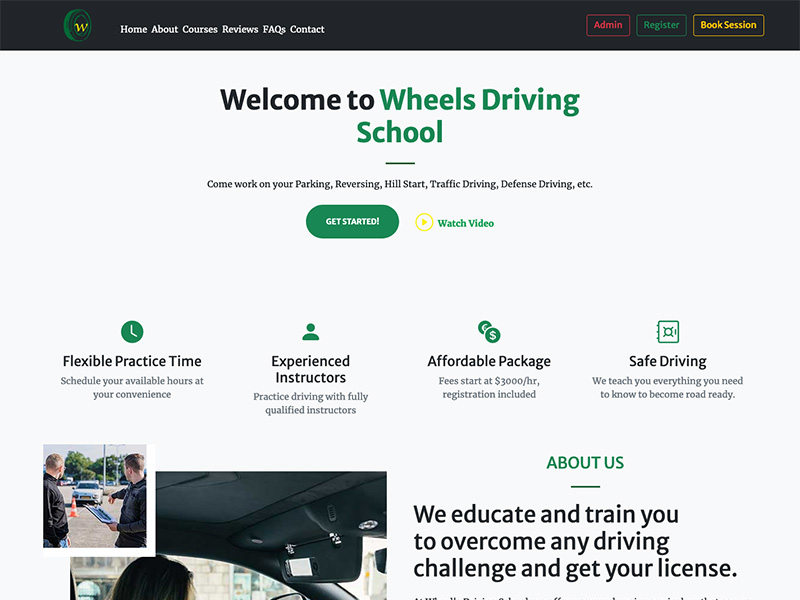 W
Home About Courses Reviews FAQs Contact
Admin
Register
Book Session
Welcome to Wheels Driving
School
Come work on your Parking, Reversing, Hill Start, Traffic Driving, Defense Driving, etc.
GET STARTED!
Watch Video
Flexible Practice Time
Schedule your available hours at
your convenience
Experienced
Instructors
Practice driving with fully
qualified instructors
Affordable Package
Fees start at $3000/hr,
registration included
Safe Driving
We teach you everything you need
to know to become road ready.
ABOUT US
We educate and train you
to overcome any driving
challenge and get your license.